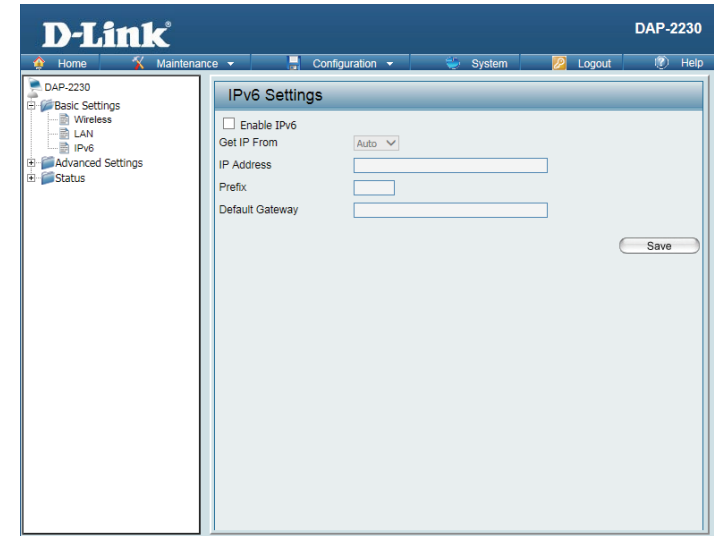 D-Link®
DAP-2230
Home Maintenance Configuration System Logout Help
DAP-2230
Basic Settings
Wireless
LAN
IPv6
Advanced Settings
Status
IPv6 Settings
Enable IPv6
Get IP From Auto
IP Address
Prefix
Default Gateway
Save